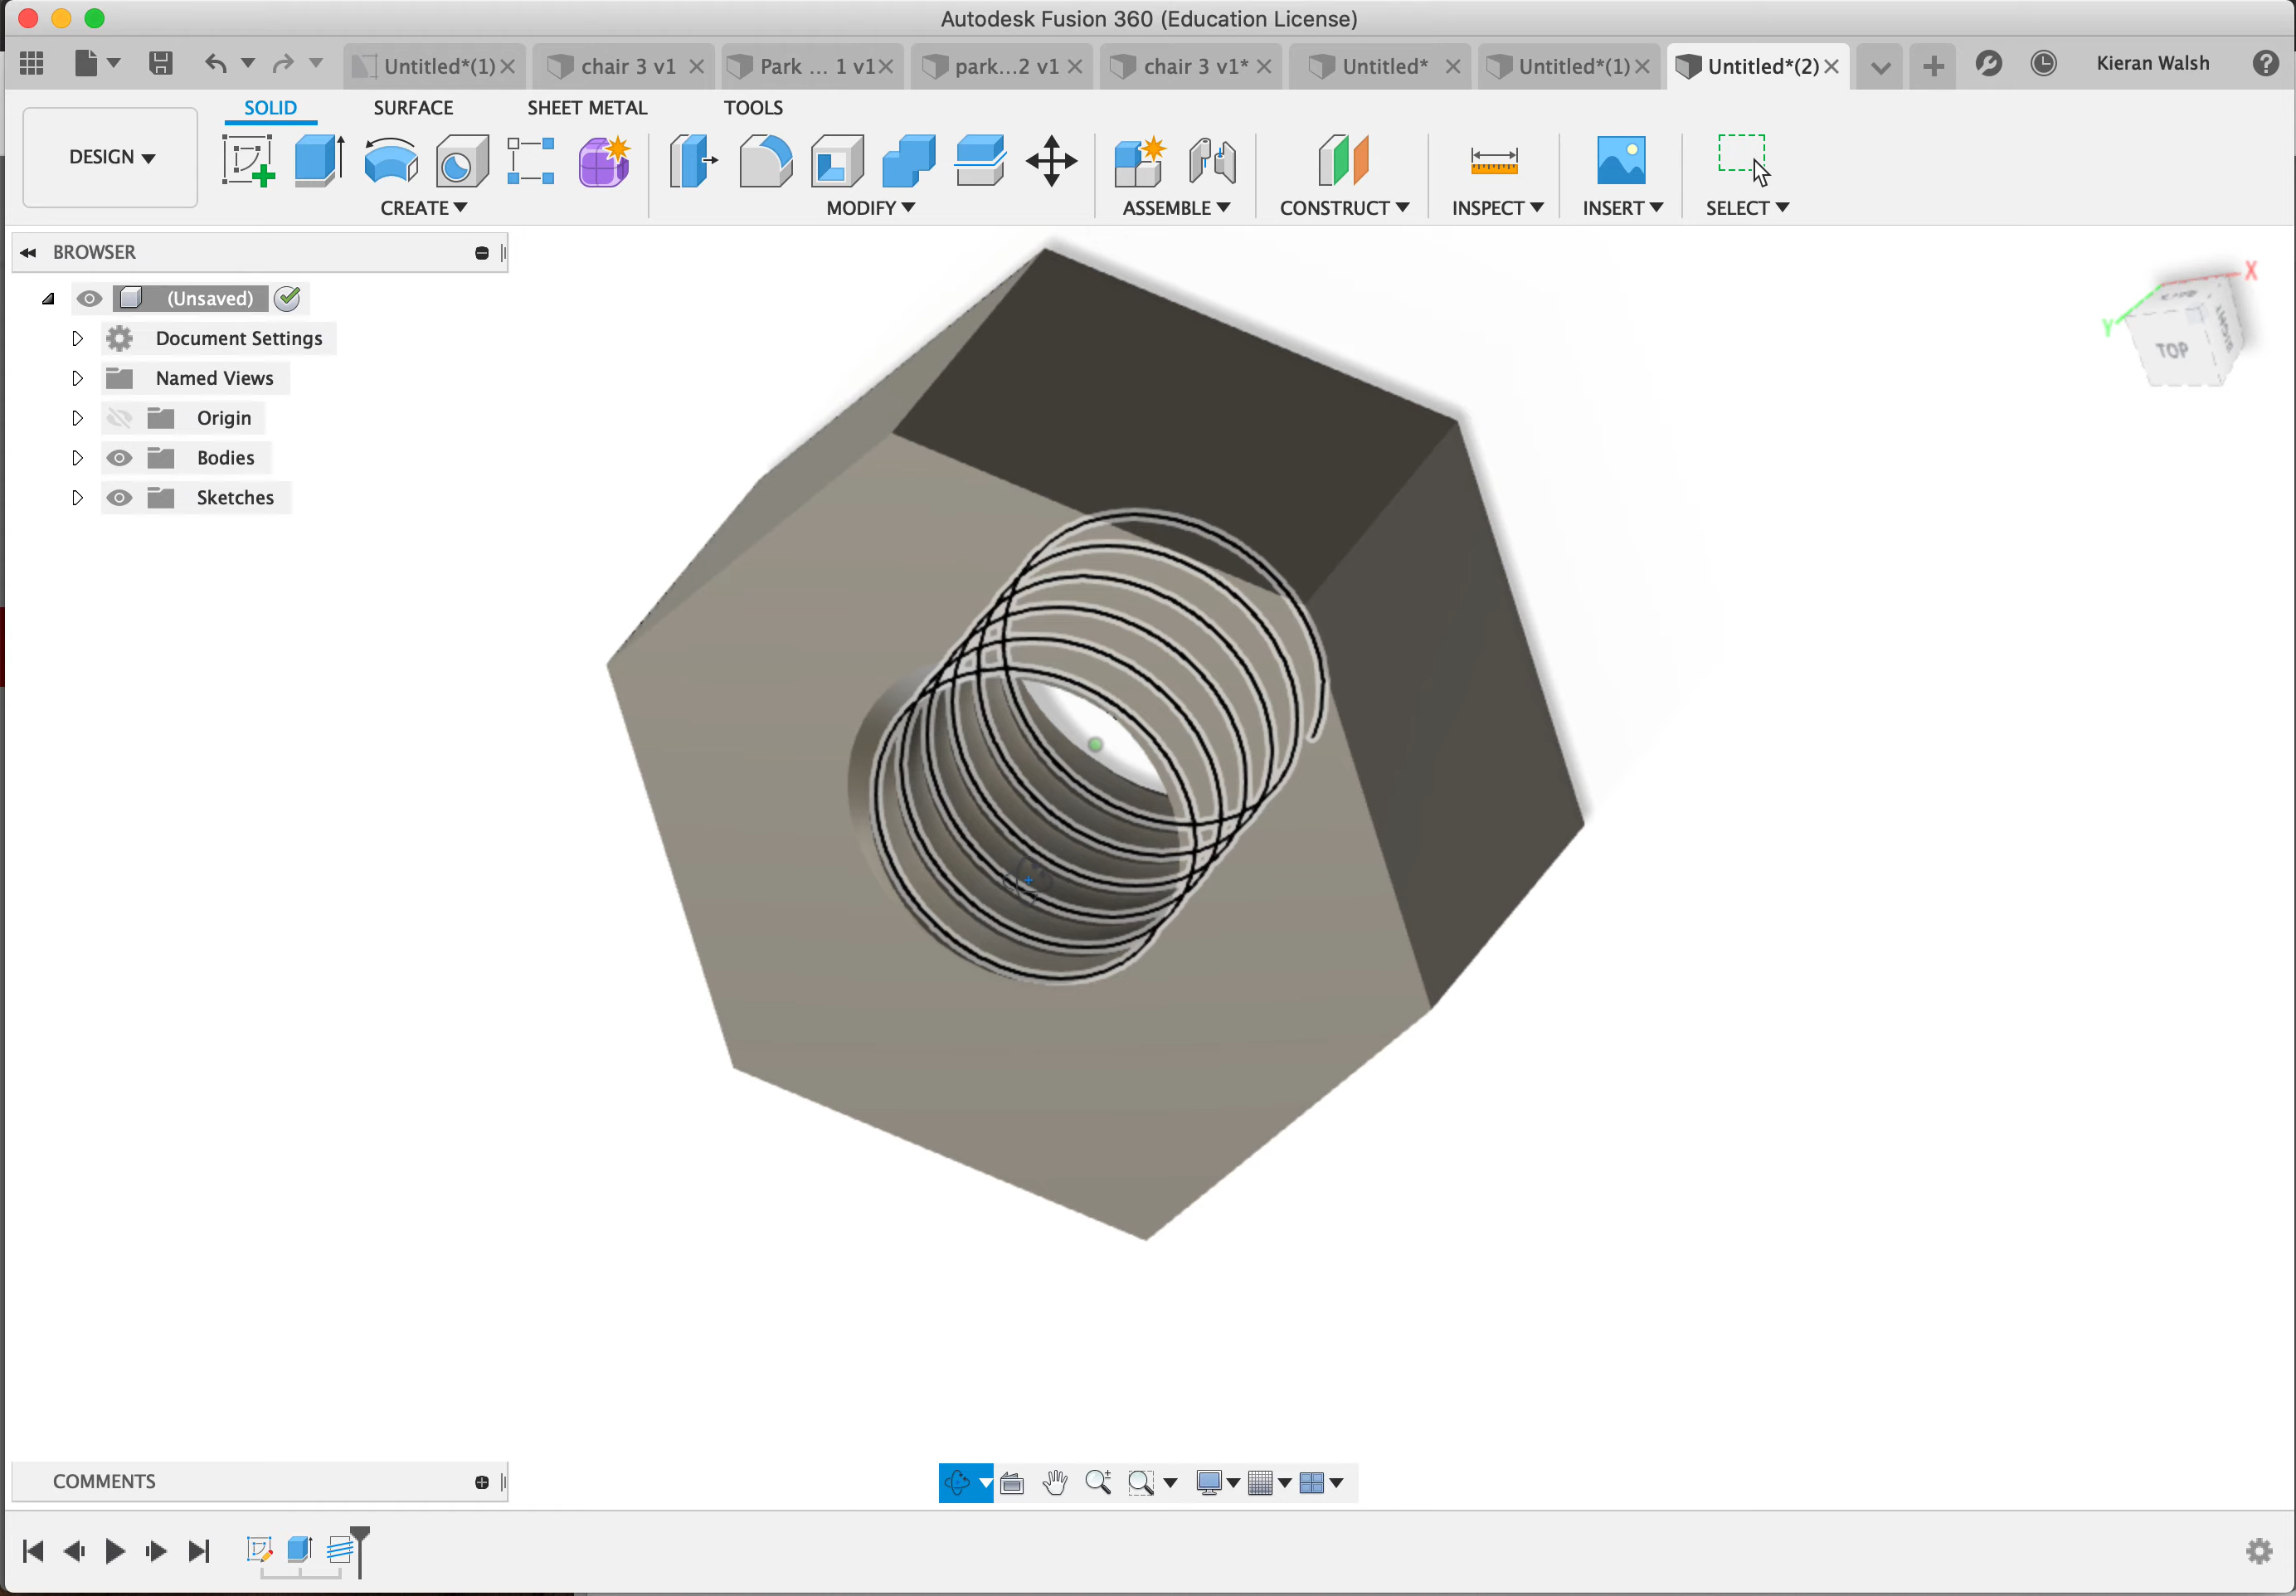 Autodesk Fusion 360 (Education License)
Untitled*(1) chair 3 v1 Park ... 1 v1 park...2 v1 chair 3 v1* Untitled* Untitled*(1) Untitled*(2) Kieran Walsh
SOLID SURFACE SHEET METAL TOOLS
DESIGN
CREATE MODIFY ASSEMBLE CONSTRUCT INSPECT INSERT SELECT
BROWSER
(Unsaved)
Document Settings
Named Views
Origin
Bodies
Sketches
X
Y
TOP
COMMENTS